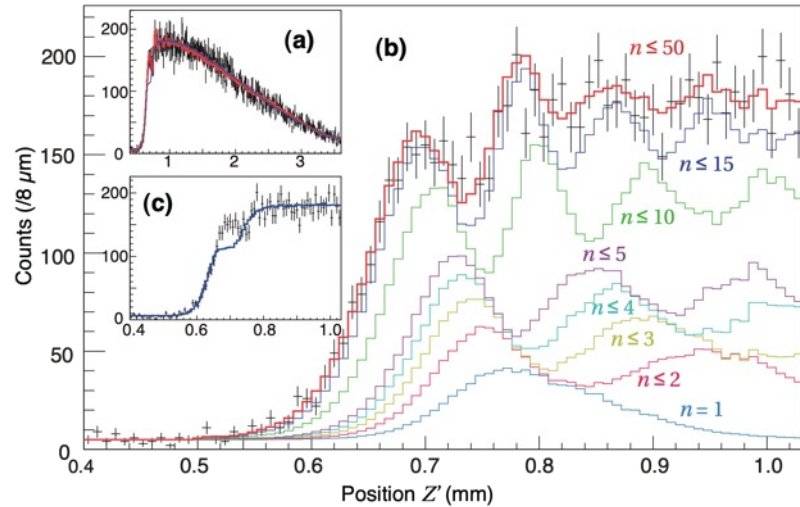 (a)
200
100
0
1
2
3
(b)
n ≤ 50
n ≤ 15
n ≤ 10
n ≤ 5
n ≤ 4
n ≤ 3
n ≤ 2
n = 1
(c)
200
100
0
0.4
0.6
0.8
1.0
200
150
100
50
0
Counts (/8 μm)
0.4
0.5
0.6
0.7
0.8
0.9
1.0
Position Z' (mm)